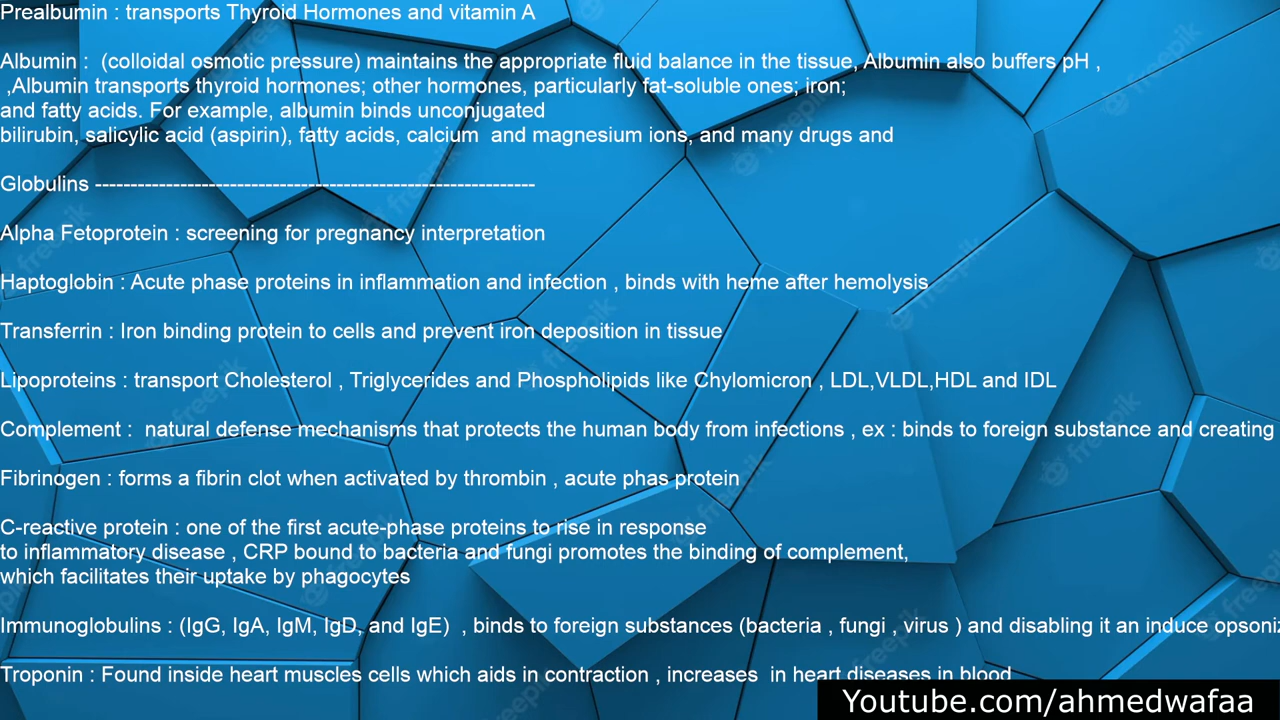 Prealbumin : transports Thyroid Hormones and vitamin A
Albumin :  (colloidal osmotic pressure) maintains the appropriate fluid balance in the tissue, Albumin also buffers pH ,
,Albumin transports thyroid hormones; other hormones, particularly fat-soluble ones; iron;
and fatty acids. For example, albumin binds unconjugated
bilirubin, salicylic acid (aspirin), fatty acids, calcium  and magnesium ions, and many drugs and
Globulins --------------------------------------------------------------
Alpha Fetoprotein : screening for pregnancy interpretation
Haptoglobin : Acute phase proteins in inflammation and infection , binds with heme after hemolysis
Transferrin : Iron binding protein to cells and prevent iron deposition in tissue
Lipoproteins : transport Cholesterol , Triglycerides and Phospholipids like Chylomicron , LDL,VLDL,HDL and IDL
Complement :  natural defense mechanisms that protects the human body from infections , ex : binds to foreign substance and creating
Fibrinogen : forms a fibrin clot when activated by thrombin , acute phas protein
C-reactive protein : one of the first acute-phase proteins to rise in response
to inflammatory disease , CRP bound to bacteria and fungi promotes the binding of complement,
which facilitates their uptake by phagocytes
Immunoglobulins : (IgG, IgA, IgM, IgD, and IgE)  , binds to foreign substances (bacteria , fungi , virus ) and disabling it an induce
Troponin : Found inside heart muscles cells which aids in contraction , increases  in heart diseases in blood
Youtube.com/ahmedwafaa